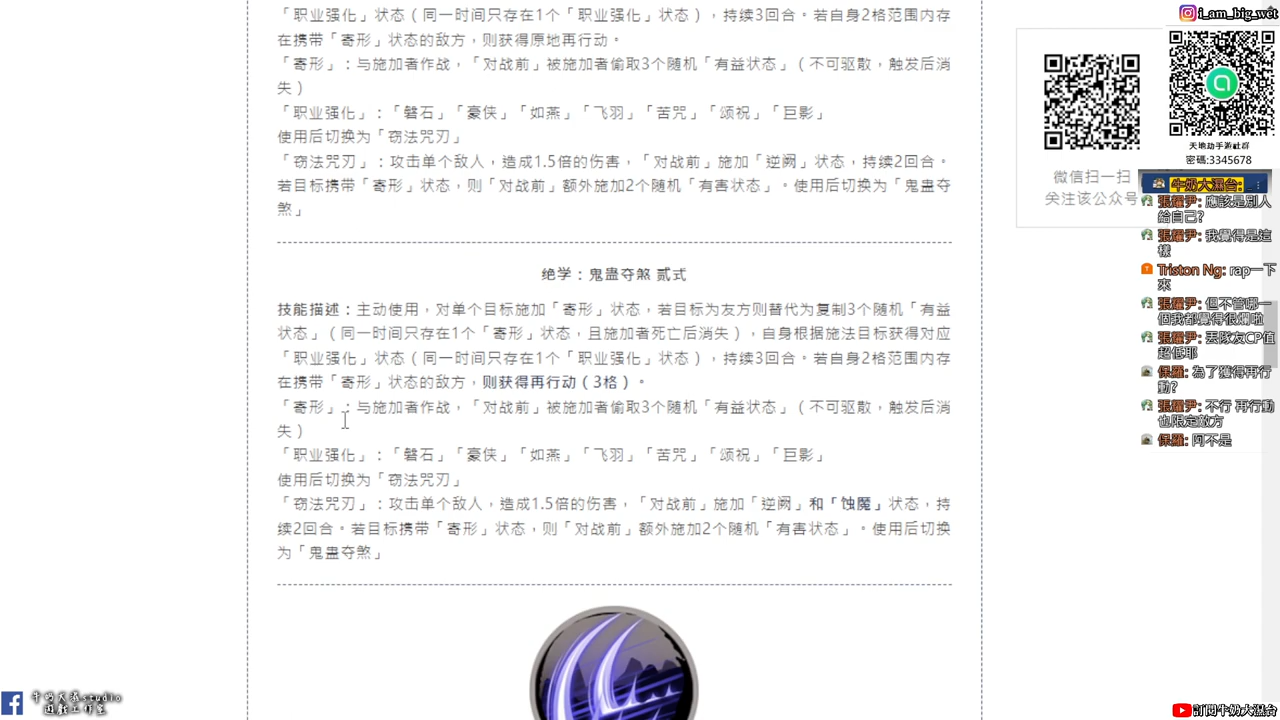 「职业强化」状态（同一时间只存在1个「职业强化」状态），持续3回合。若自身2格范围内存
在携带「寄形」状态的敌方，则获得原地再行动。
「寄形」：与施加者作战，「对战前」被施加者偷取3个随机「有益状态」（不可驱散，触发后消
失）
「职业强化」：「磐石」「豪侠」「如燕」「飞羽」「苦咒」「颂祝」「巨影」
使用后切换为「窃法咒刃」
「窃法咒刃」：攻击单个敌人，造成1.5倍的伤害，「对战前」施加「逆阙」状态，持续2回合。
若目标携带「寄形」状态，则「对战前」额外施加2个随机「有害状态」。使用后切换为「鬼蛊夺
煞」
绝学：鬼蛊夺煞 贰式
技能描述：主动使用，对单个目标施加「寄形」状态，若目标为友方则替代为复制3个随机「有益
状态」（同一时间只存在1个「寄形」状态，且施加者死亡后消失），自身根据施法目标获得对应
「职业强化」状态（同一时间只存在1个「职业强化」状态），持续3回合。若自身2格范围内存
在携带「寄形」状态的敌方，则获得再行动（3格）。
「寄形」：与施加者作战，「对战前」被施加者偷取3个随机「有益状态」（不可驱散，触发后消
失）
「职业强化」：「磐石」「豪侠」「如燕」「飞羽」「苦咒」「颂祝」「巨影」
使用后切换为「窃法咒刃」
「窃法咒刃」：攻击单个敌人，造成1.5倍的伤害，「对战前」施加「逆阙」和「蚀魔」状态，持
续2回合。若目标携带「寄形」状态，则「对战前」额外施加2个随机「有害状态」。使用后切换
为「鬼蛊夺煞」
i_am_big_wet
天地劫手游社群
密碼:3345678
微信扫一扫
关注该公众号
牛奶大濕台:
張耀尹: 應該是別人
給自己?
張耀尹: 我覺得是這
樣
Triston Ng: rap一下
來
張耀尹: 但不管哪一
個我都覺得很爛啦
張耀尹: 丟隊友CP值
超低耶
保羅: 為了獲得再行
動?
張耀尹: 不行 再行動
也限定敵方
保羅: 阿不是
牛奶大濕studio
遊戲工作室
訂閱牛奶大濕台